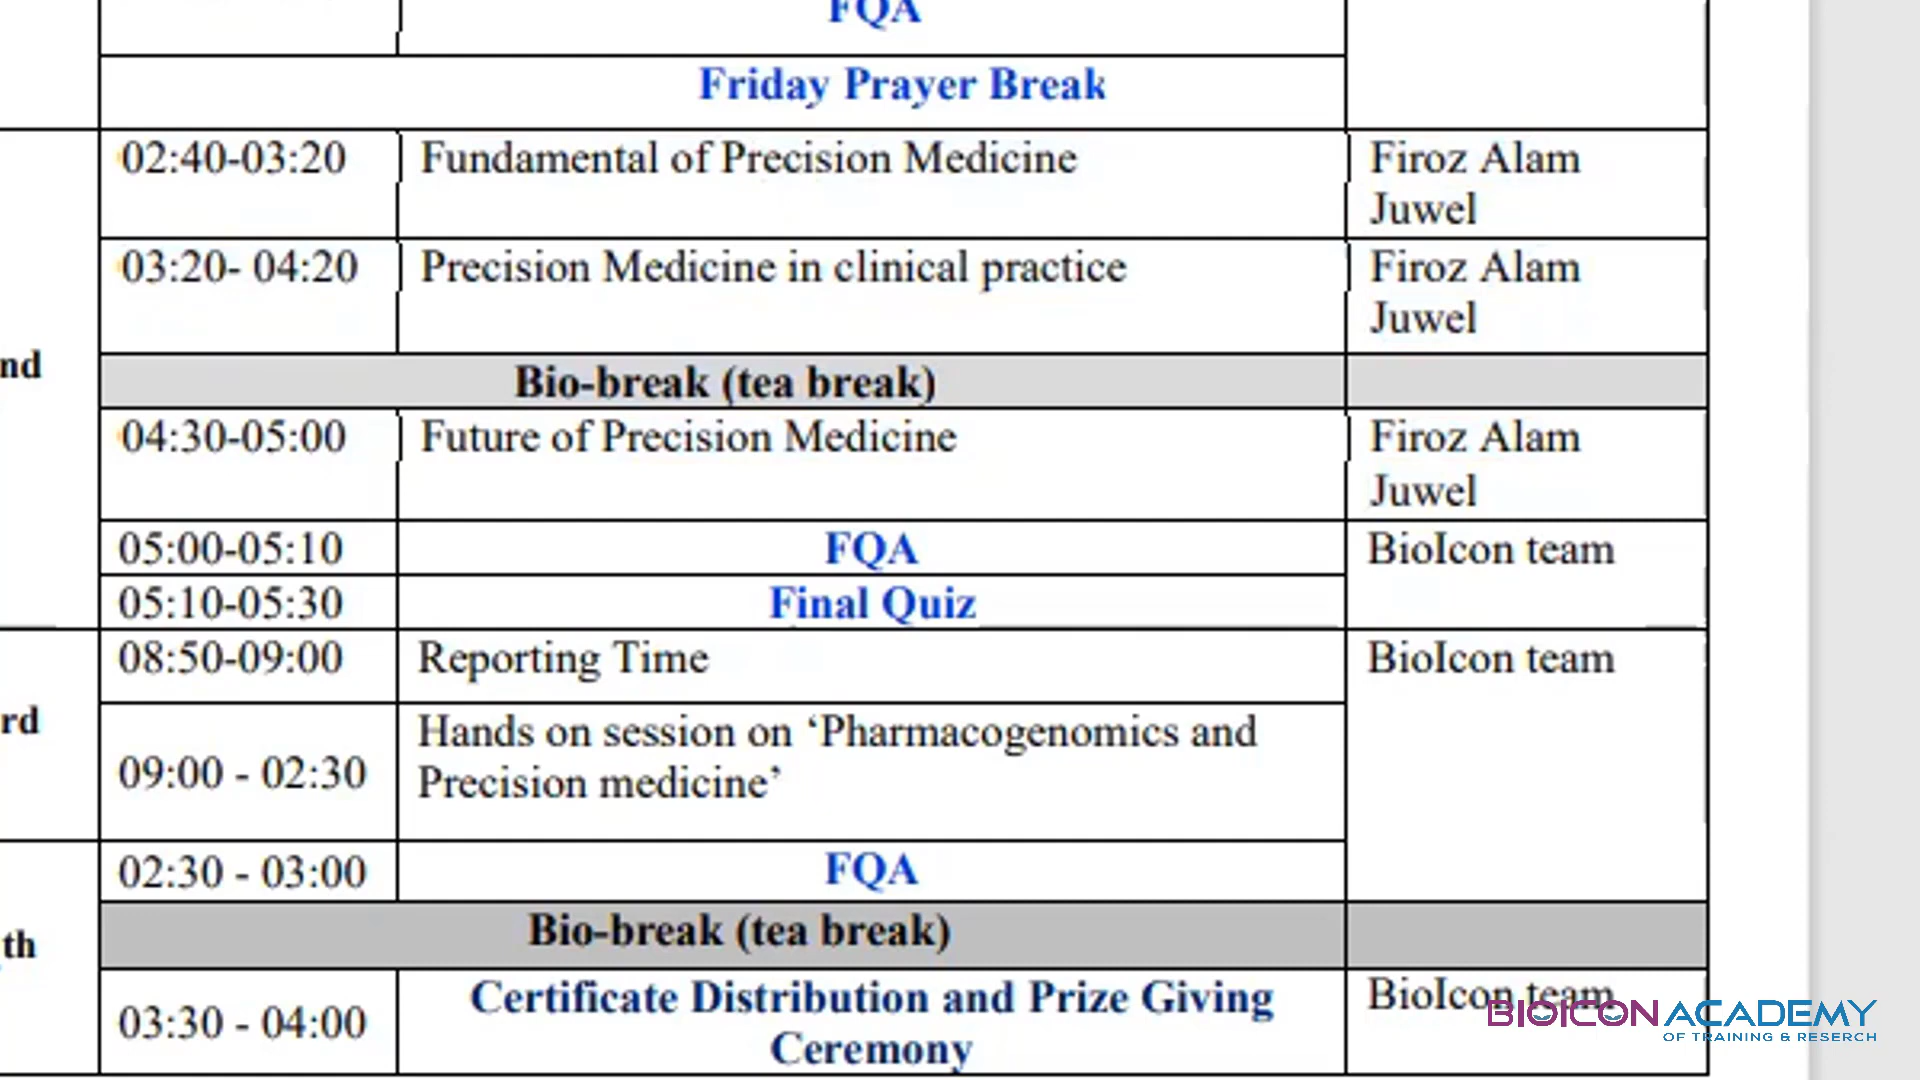 FQA
Friday Prayer Break
02:40-03:20 Fundamental of Precision Medicine Firoz Alam
Juwel
03:20- 04:20 Precision Medicine in clinical practice Firoz Alam
Juwel
nd
Bio-break (tea break)
04:30-05:00 Future of Precision Medicine Firoz Alam
Juwel
05:00-05:10 FQA BioIcon team
05:10-05:30 Final Quiz
08:50-09:00 Reporting Time BioIcon team
rd
09:00 - 02:30 Hands on session on ‘Pharmacogenomics and
Precision medicine’
02:30 - 03:00 FQA
th
Bio-break (tea break)
03:30 - 04:00 Certificate Distribution and Prize Giving
Ceremony
BioIcon team
BIOICON ACADEMY
OF TRAINING & RESERCH